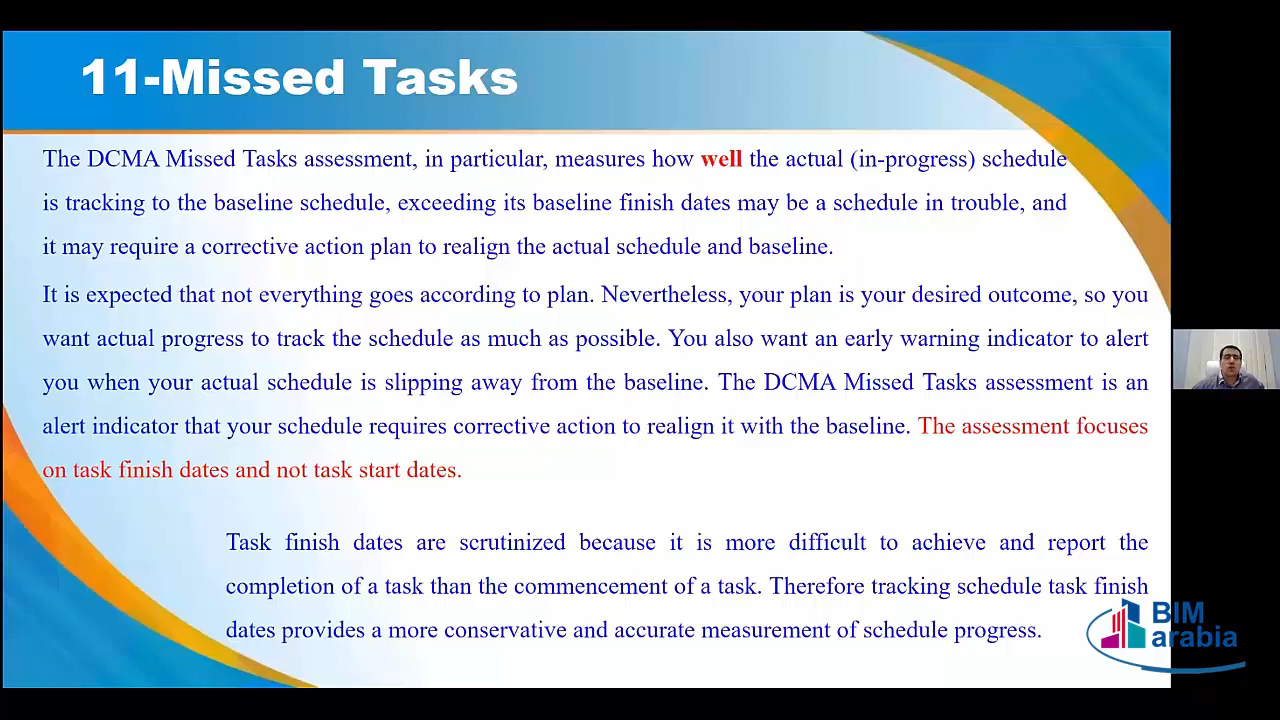 11-Missed Tasks
The DCMA Missed Tasks assessment, in particular, measures how well the actual (in-progress) schedule
is tracking to the baseline schedule, exceeding its baseline finish dates may be a schedule in trouble, and
it may require a corrective action plan to realign the actual schedule and baseline.
It is expected that not everything goes according to plan. Nevertheless, your plan is your desired outcome, so you
want actual progress to track the schedule as much as possible. You also want an early warning indicator to alert
you when your actual schedule is slipping away from the baseline. The DCMA Missed Tasks assessment is an
alert indicator that your schedule requires corrective action to realign it with the baseline. The assessment focuses
on task finish dates and not task start dates.
Task finish dates are scrutinized because it is more difficult to achieve and report the
completion of a task than the commencement of a task. Therefore tracking schedule task finish
dates provides a more conservative and accurate measurement of schedule progress.
BIM
arabia